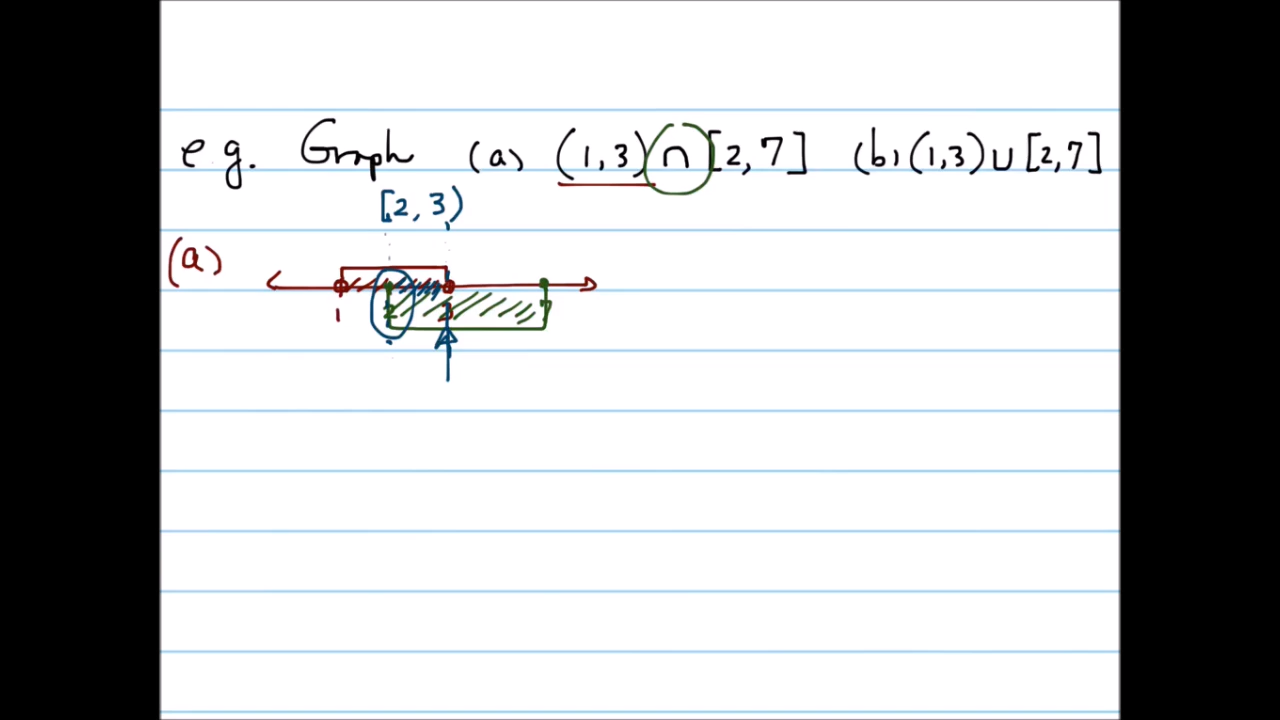 e.g. Graph (a) (1,3) ∩ [2,7] (b) (1,3) ∪ [2,7]
[2,3)
(a)
1 2 3 7